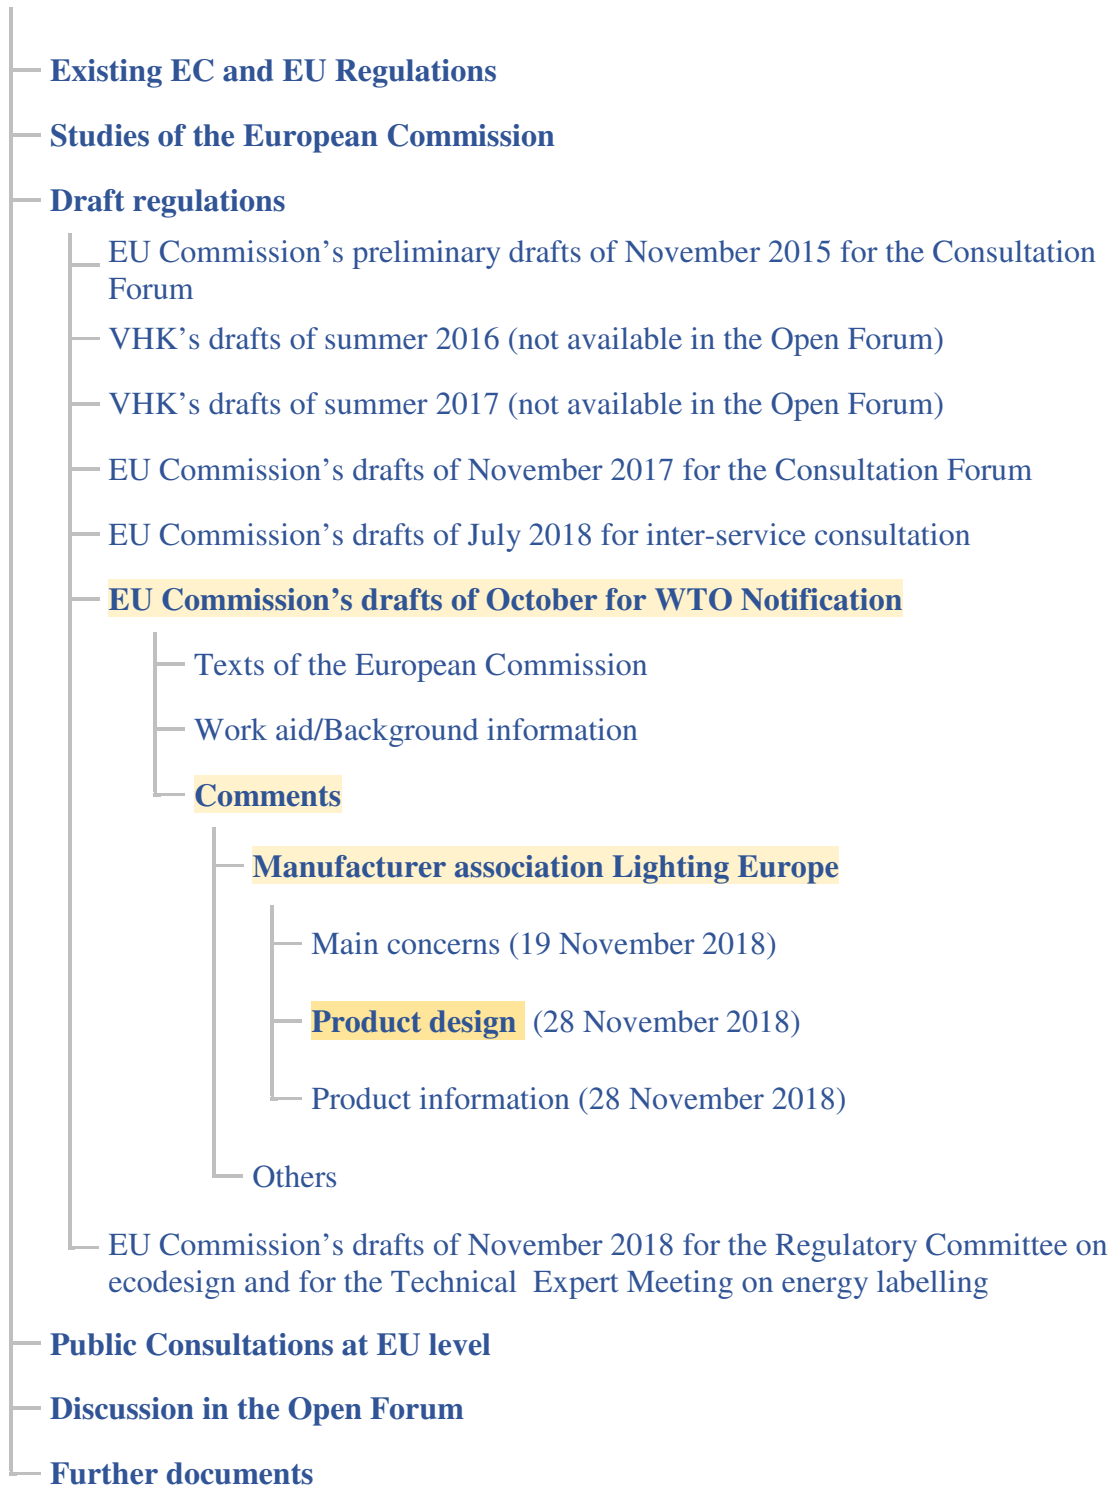 Existing EC and EU Regulations
Studies of the European Commission
Draft regulations
EU Commission’s preliminary drafts of November 2015 for the Consultation
Forum
VHK’s drafts of summer 2016 (not available in the Open Forum)
VHK’s drafts of summer 2017 (not available in the Open Forum)
EU Commission’s drafts of November 2017 for the Consultation Forum
EU Commission’s drafts of July 2018 for inter-service consultation
EU Commission’s drafts of October for WTO Notification
Texts of the European Commission
Work aid/Background information
Comments
Manufacturer association Lighting Europe
Main concerns (19 November 2018)
Product design (28 November 2018)
Product information (28 November 2018)
Others
EU Commission’s drafts of November 2018 for the Regulatory Committee on
ecodesign and for the Technical Expert Meeting on energy labelling
Public Consultations at EU level
Discussion in the Open Forum
Further documents